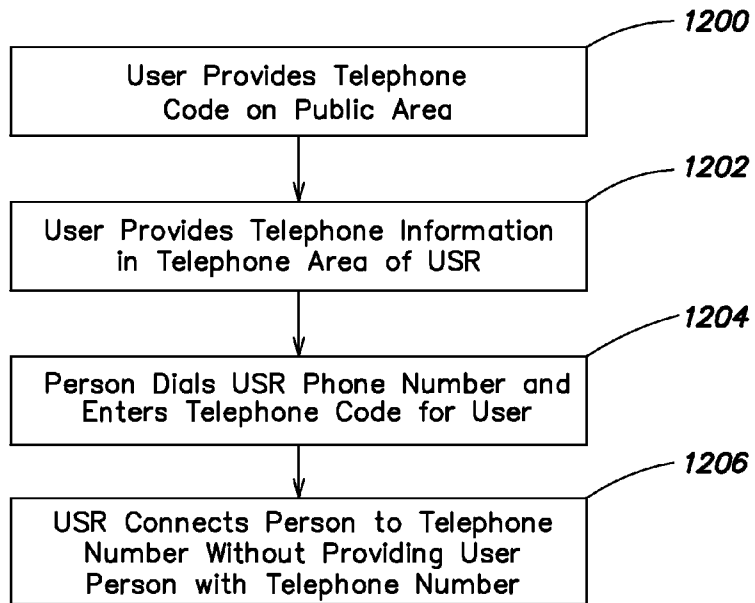 1200
User Provides Telephone
Code on Public Area
1202
User Provides Telephone Information
in Telephone Area of USR
1204
Person Dials USR Phone Number and
Enters Telephone Code for User
1206
USR Connects Person to Telephone
Number Without Providing User
Person with Telephone Number